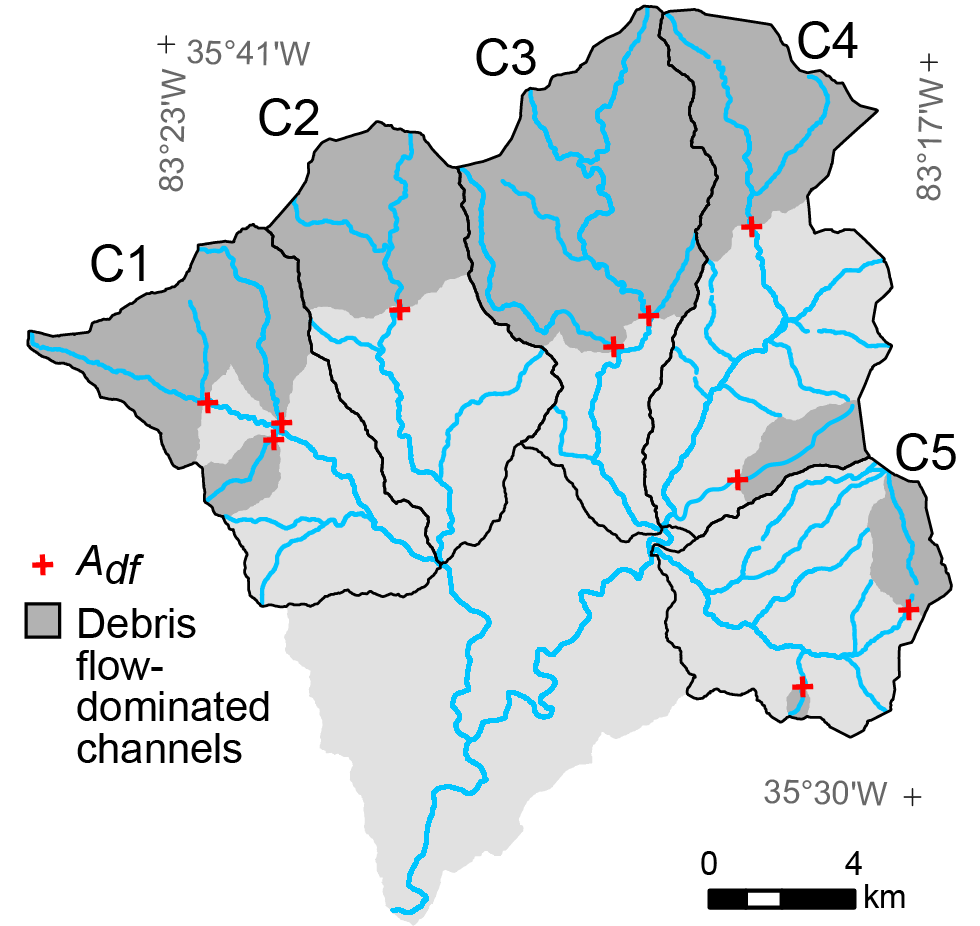 C3
C4
35°41'W
83°23'W
83°17'W
C2
C1
C5
Adf
Debris
flow-
dominated
channels
35°30'W
0 4
km